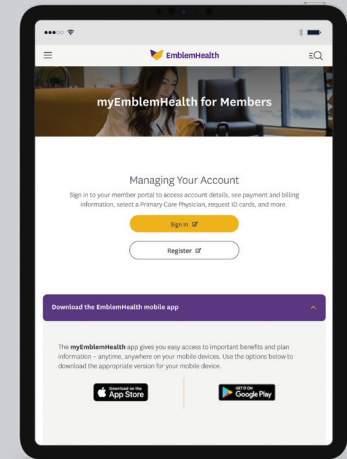 EmblemHealth
myEmblemHealth for Members
Managing Your Account
Sign in to your member portal to access account details, see payment and billing
information, select a Primary Care Physician, request ID cards, and more.
Sign in
Register
Download the EmblemHealth mobile app
The myEmblemHealth app gives you easy access to important benefits and plan
information – anytime, anywhere on your mobile devices. Use the options below to
download the appropriate version for your mobile device.
Download on the
App Store
GET IT ON
Google Play